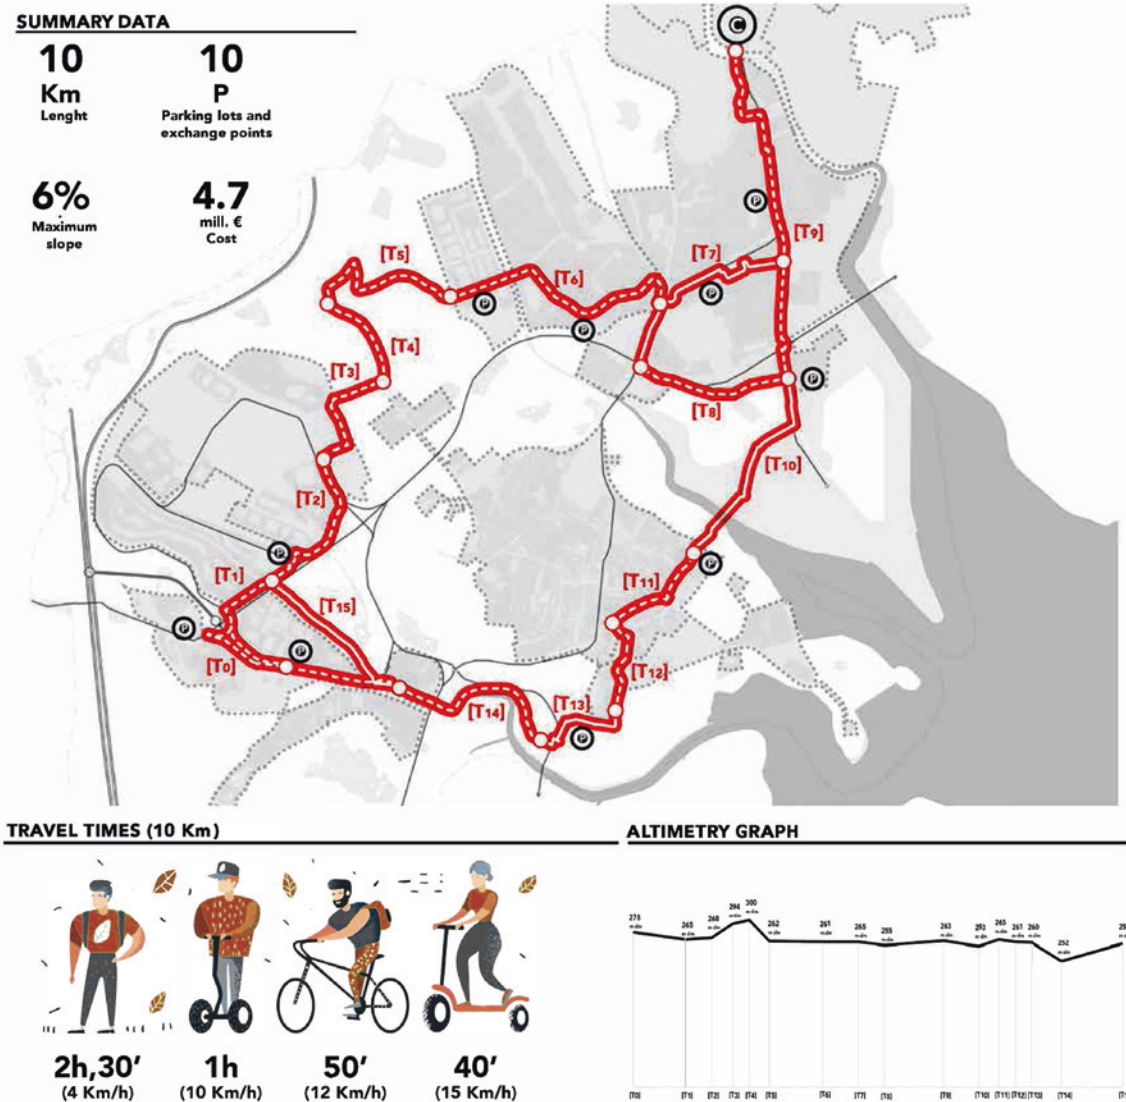 SUMMARY DATA
10
Km
Lenght
10
P
Parking lots and
exchange points
6%
Maximum
slope
4.7
mill. €
Cost
C
P
[T9]
[T7]
[T5]
[T6]
P
P
P
[T4]
[T3]
P
[T8]
[T10]
[T2]
P
P
[T1]
[T11]
[T15]
P
P
[T0]
[T12]
[T13]
[T14]
P
TRAVEL TIMES (10 Km)
2h,30’
(4 Km/h)
1h
(10 Km/h)
50’
(12 Km/h)
40’
(15 Km/h)
ALTIMETRY GRAPH
265
268
294
300
262
261
265
255
263
265
261
260
252
[T0]
[T1]
[T2]
[T3]
[T4]
[T5]
[T6]
[T7]
[T8]
[T9]
[T10]
[T11]
[T12]
[T13]
[T14]